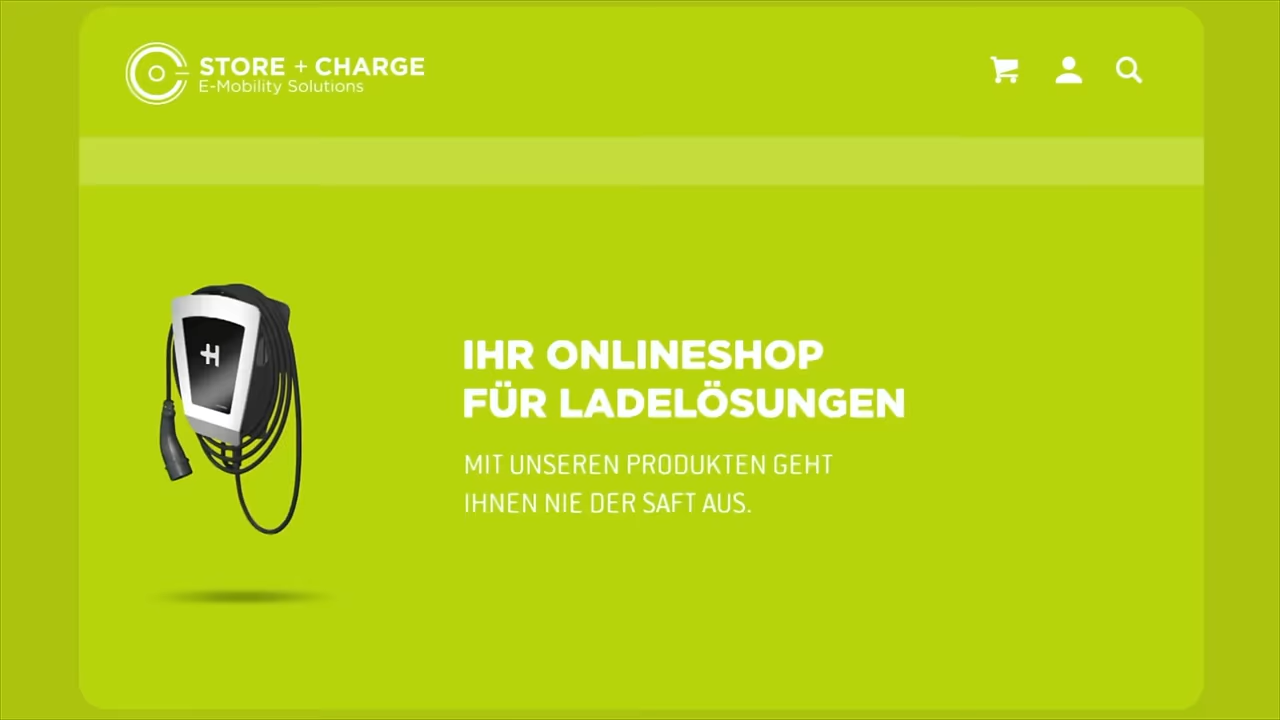 STORE + CHARGE
E-Mobility Solutions
IHR ONLINESHOP
FÜR LADELÖSUNGEN
MIT UNSEREN PRODUKTEN GEHT
IHNEN NIE DER SAFT AUS.